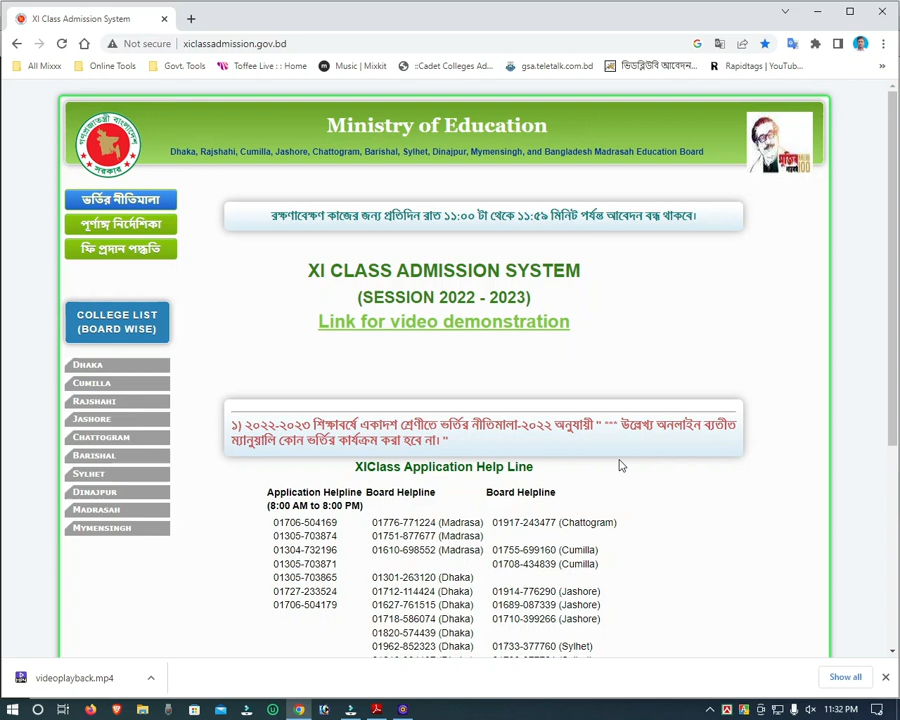 XI Class Admission System
Not secure
xiclassadmission.gov.bd
All Mixxx
Online Tools
Govt. Tools
Toffee Live : : Home
Music | Mixkit
::Cadet Colleges Ad...
gsa.teletalk.com.bd
ভিডব্লিউবি আবেদন...
Rapidtags | YouTub...
»
Ministry of Education
Dhaka, Rajshahi, Cumilla, Jashore, Chattogram, Barishal, Sylhet, Dinajpur, Mymensingh, and Bangladesh Madrasah Education Board
গণপ্রজাতন্ত্রী বাংলাদেশ
সরকার
100
ভর্তির নীতিমালা
পূর্ণাঙ্গ নির্দেশিকা
ফি প্রদান পদ্ধতি
COLLEGE LIST
(BOARD WISE)
DHAKA
CUMILLA
RAJSHAHI
JASHORE
CHATTOGRAM
BARISHAL
SYLHET
DINAJPUR
MADRASAH
MYMENSINGH
রক্ষণাবেক্ষণ কাজের জন্য প্রতিদিন রাত ১১:০০ টা থেকে ১১:৫৯ মিনিট পর্যন্ত আবেদন বন্ধ থাকবে।
XI CLASS ADMISSION SYSTEM
(SESSION 2022 - 2023)
Link for video demonstration
১) ২০২২-২০২৩ শিক্ষাবর্ষে একাদশ শ্রেণীতে ভর্তির নীতিমালা-২০২২ অনুযায়ী " *** উল্লেখ্য অনলাইন ব্যতীত
ম্যানুয়ালি কোন ভর্তির কার্যক্রম করা হবে না। "
XIClass Application Help Line
Application Helpline Board Helpline Board Helpline
(8:00 AM to 8:00 PM)
01706-504169 01776-771224 (Madrasa) 01917-243477 (Chattogram)
01305-703874 01751-877677 (Madrasa)
01304-732196 01610-698552 (Madrasa) 01755-699160 (Cumilla)
01305-703871 01708-434839 (Cumilla)
01305-703865 01301-263120 (Dhaka)
01727-233524 01712-114424 (Dhaka) 01914-776290 (Jashore)
01706-504179 01627-761515 (Dhaka) 01689-087339 (Jashore)
01718-586074 (Dhaka) 01710-399266 (Jashore)
01820-574439 (Dhaka)
01962-852323 (Dhaka) 01733-377760 (Sylhet)
videoplayback.mp4
Show all
11:32 PM